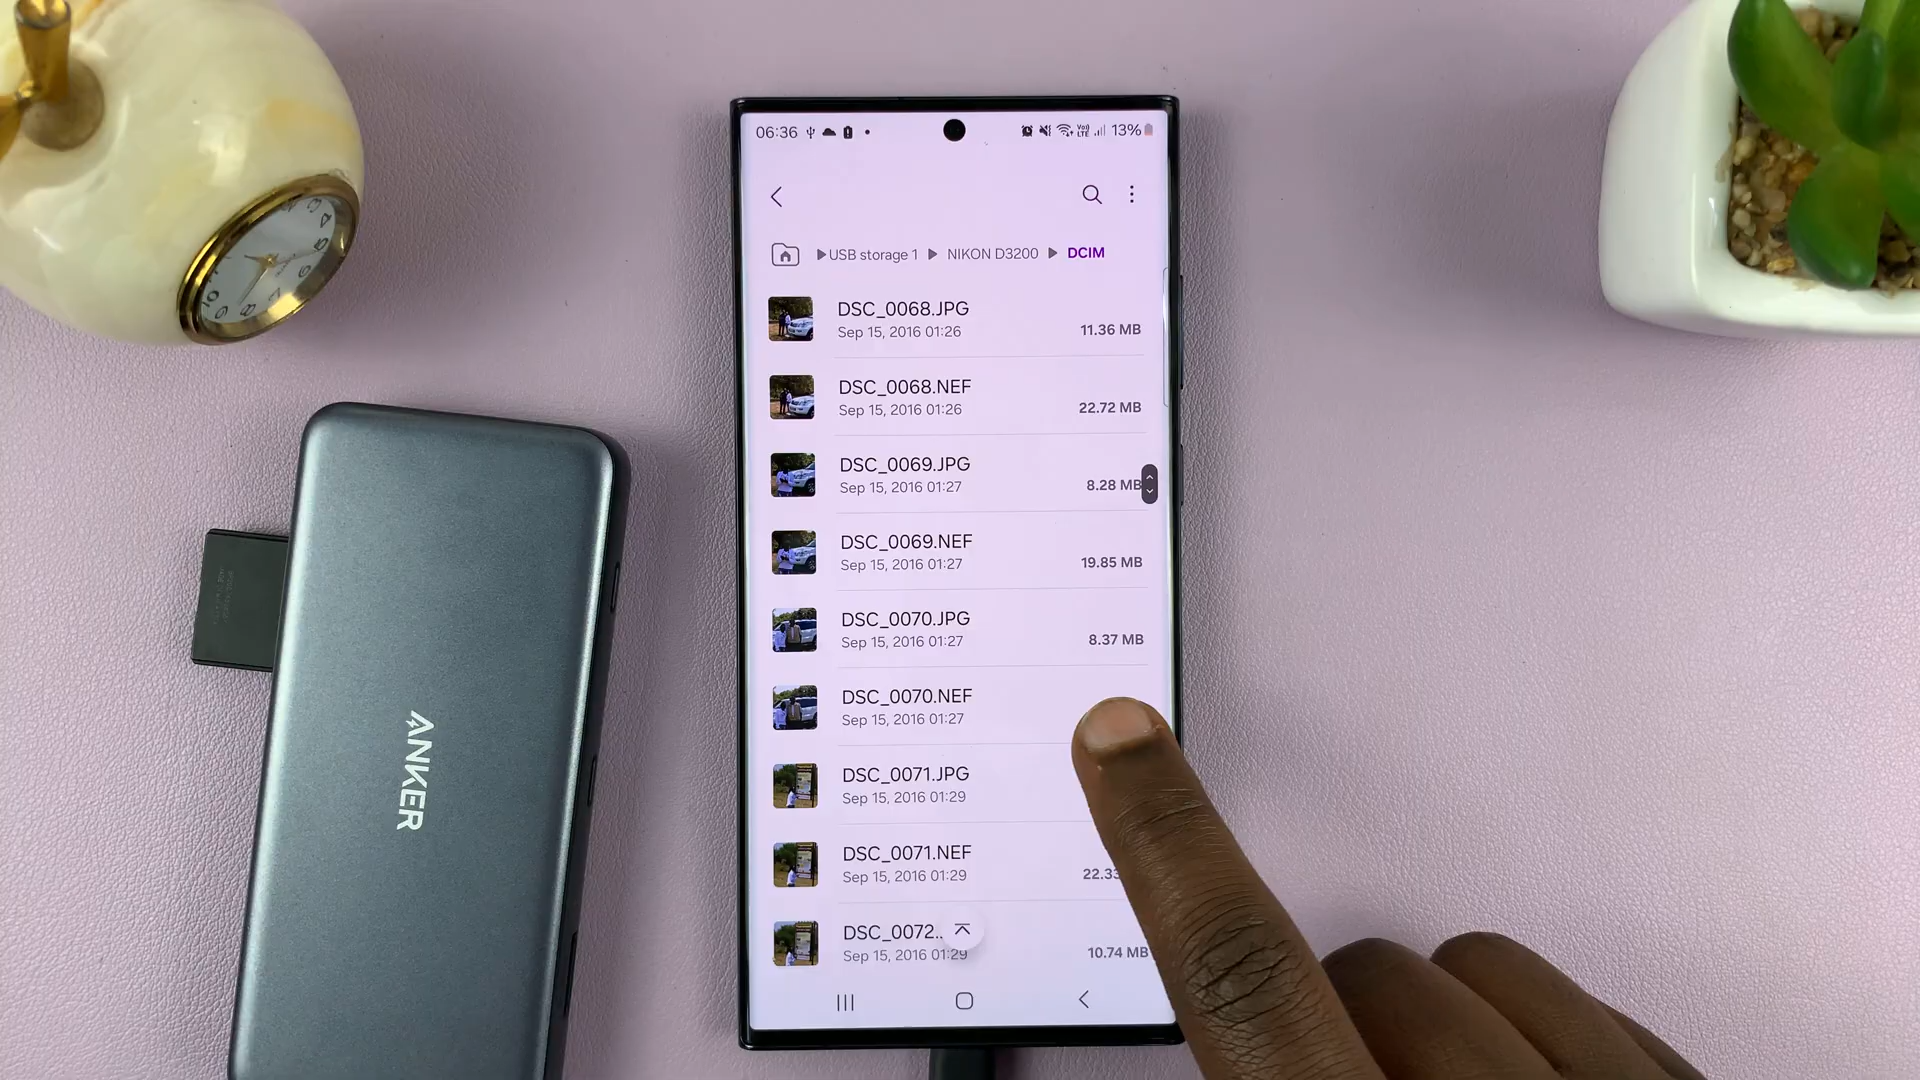 06:36
Vo)
LTE
13%
USB storage 1 ▶ NIKON D3200 ▶ DCIM
DSC_0068.JPG
Sep 15, 2016 01:26 11.36 MB
DSC_0068.NEF
Sep 15, 2016 01:26 22.72 MB
DSC_0069.JPG
Sep 15, 2016 01:27 8.28 MB
DSC_0069.NEF
Sep 15, 2016 01:27 19.85 MB
DSC_0070.JPG
Sep 15, 2016 01:27 8.37 MB
DSC_0070.NEF
Sep 15, 2016 01:27
DSC_0071.JPG
Sep 15, 2016 01:29
DSC_0071.NEF
Sep 15, 2016 01:29 22.33
DSC_0072..
Sep 15, 2016 01:29 10.74 MB
ANKER